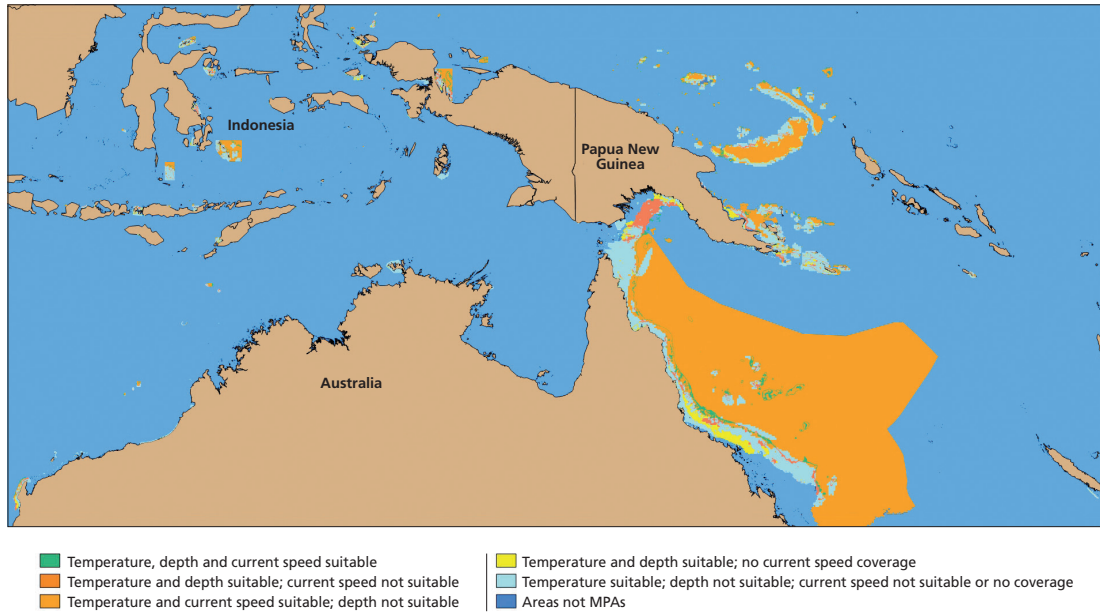 Indonesia
Papua New
Guinea
Australia
Temperature, depth and current speed suitable
Temperature and depth suitable; current speed not suitable
Temperature and current speed suitable; depth not suitable
Temperature and depth suitable; no current speed coverage
Temperature suitable; depth not suitable; current speed not suitable or no coverage
Areas not MPAs